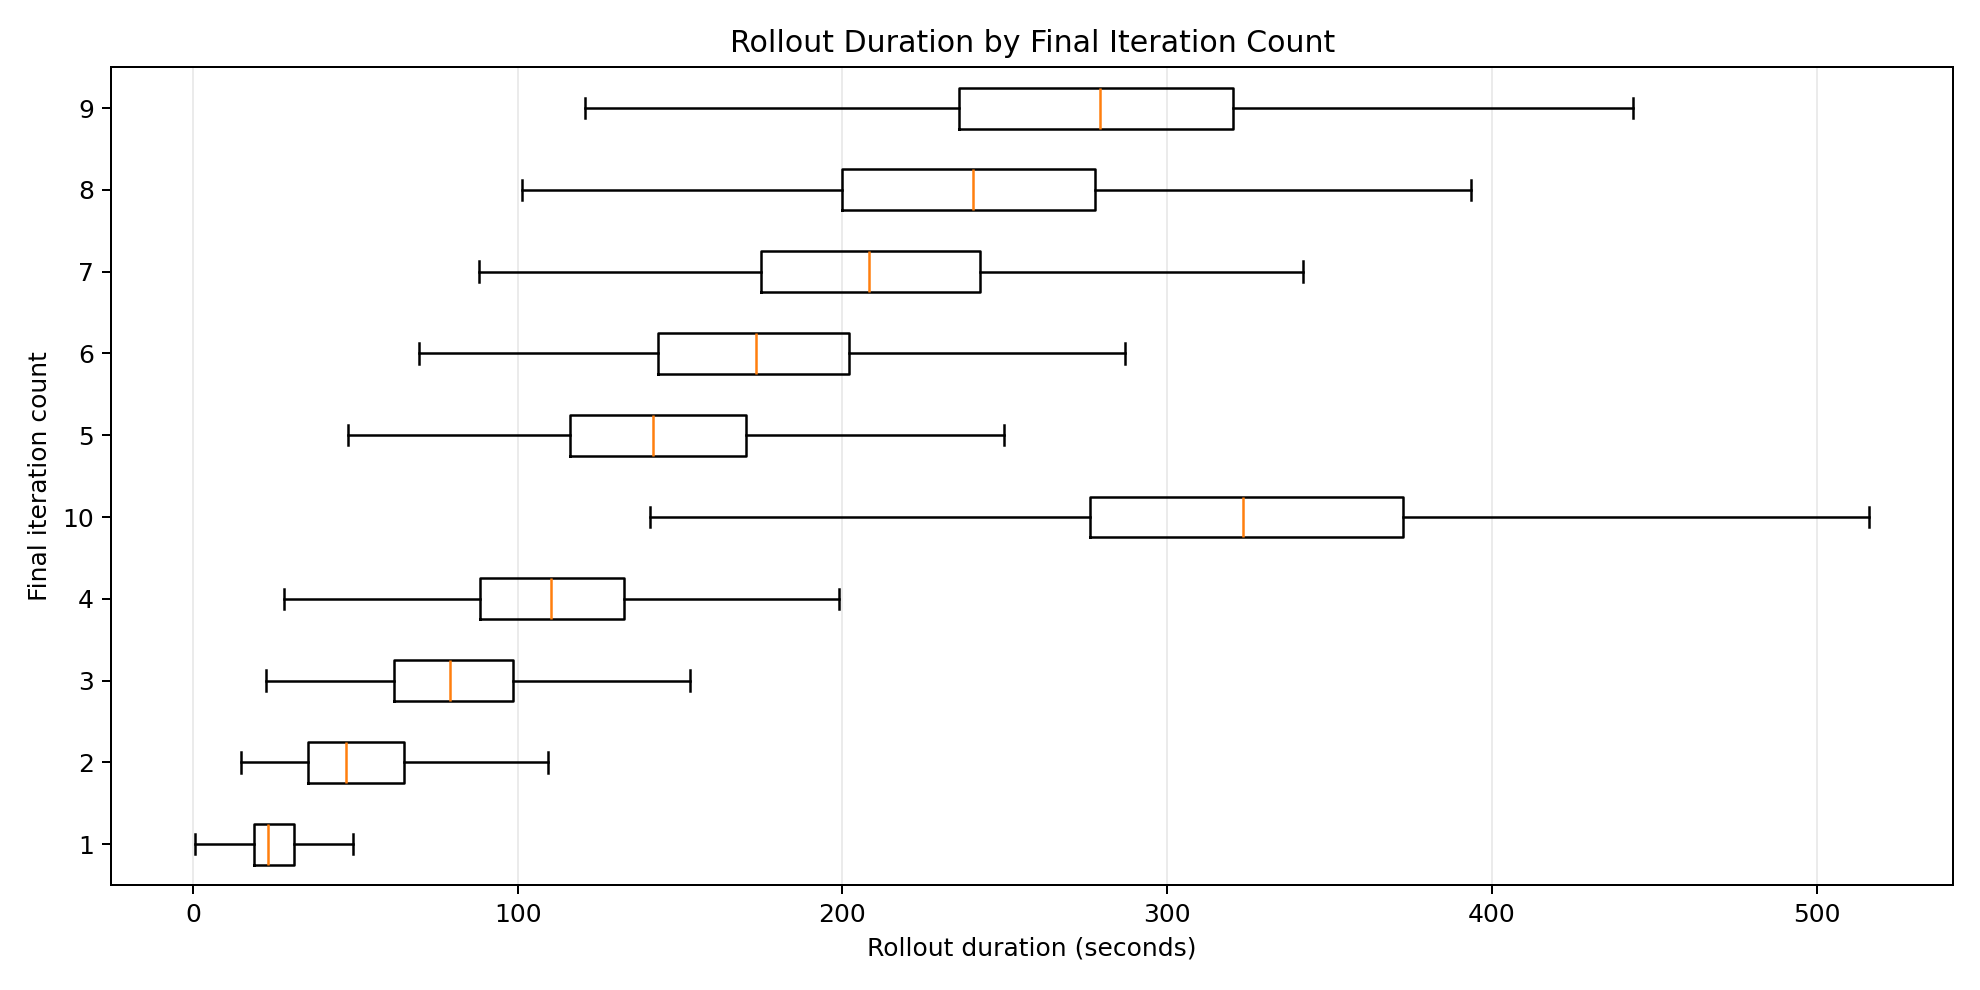 Rollout Duration by Final Iteration Count
Final iteration count
9
8
7
6
5
10
4
3
2
1
0 100 200 300 400 500
Rollout duration (seconds)